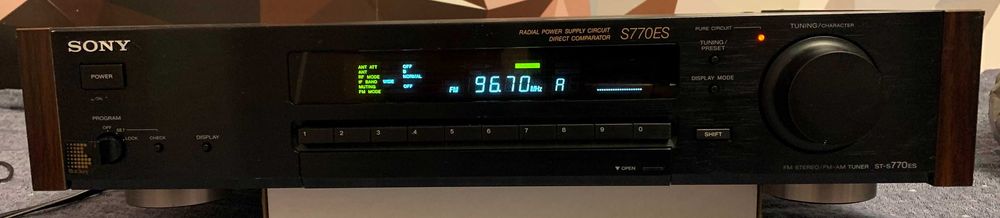 SONY
RADIAL POWER SUPPLY CIRCUIT
DIRECT COMPARATOR
S770ES
PURE CIRCUIT
TUNING/CHARACTER
TUNING/
PRESET
DISPLAY MODE
SHIFT
POWER
ON
PROGRAM
OFF
SET
LOCK
CHECK
DISPLAY
ANT ATT OFF
ANT B
RF MODE NORMAL
IF BAND WIDE
MUTING OFF
FM MODE
FM 96.70 MHz A
1 2 3 4 5 6 7 8 9 0
▼ OPEN
FM STEREO/FM-AM TUNER ST-S770ES